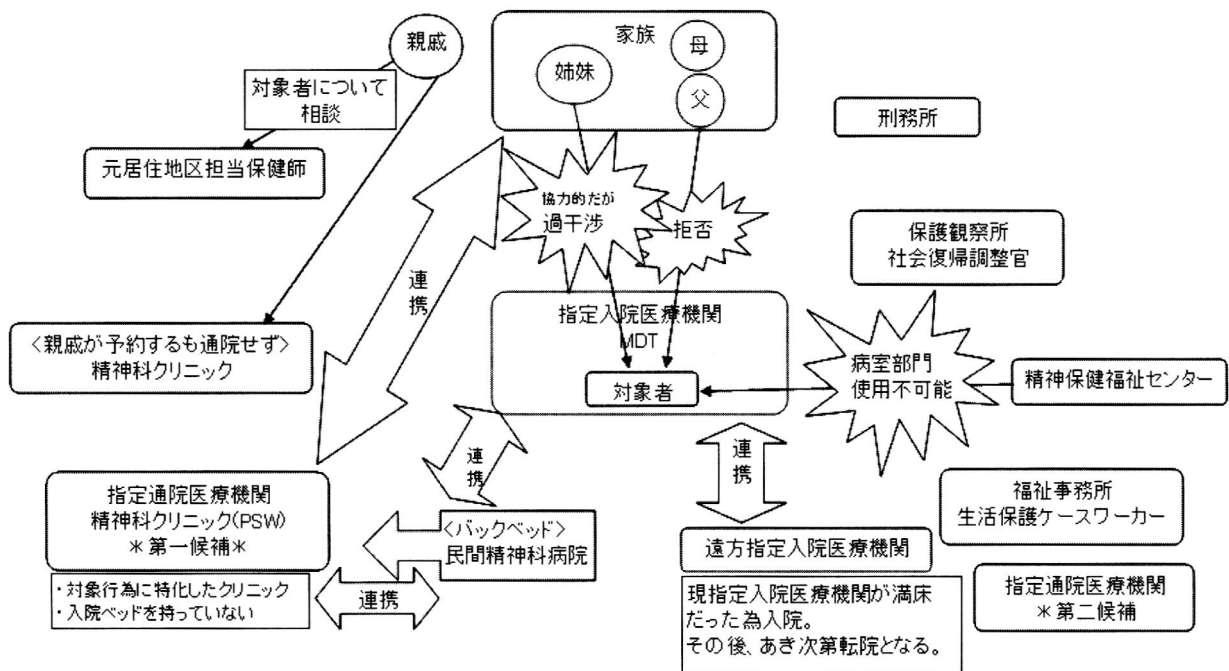 家族
母
姉妹
父
親戚
対象者について
相談
元居住地区担当保健師
刑務所
協力的だが
過干渉
拒否
保護観察所
社会復帰調整官
連
携
指定入院医療機関
MDT
対象者
〈親戚が予約するも通院せず〉
精神科クリニック
病室部門
使用不可能
精神保健福祉センター
連
携
連
携
指定通院医療機関
精神科クリニック(PSW)
＊第一候補＊
・対象行為に特化したクリニック
・入院ベッドを持っていない
〈バックベッド〉
民間精神科病院
連携
遠方指定入院医療機関
現指定入院医療機関が満床
だった為入院。
その後、あき次第転院となる。
福祉事務所
生活保護ケースワーカー
指定通院医療機関
＊第二候補